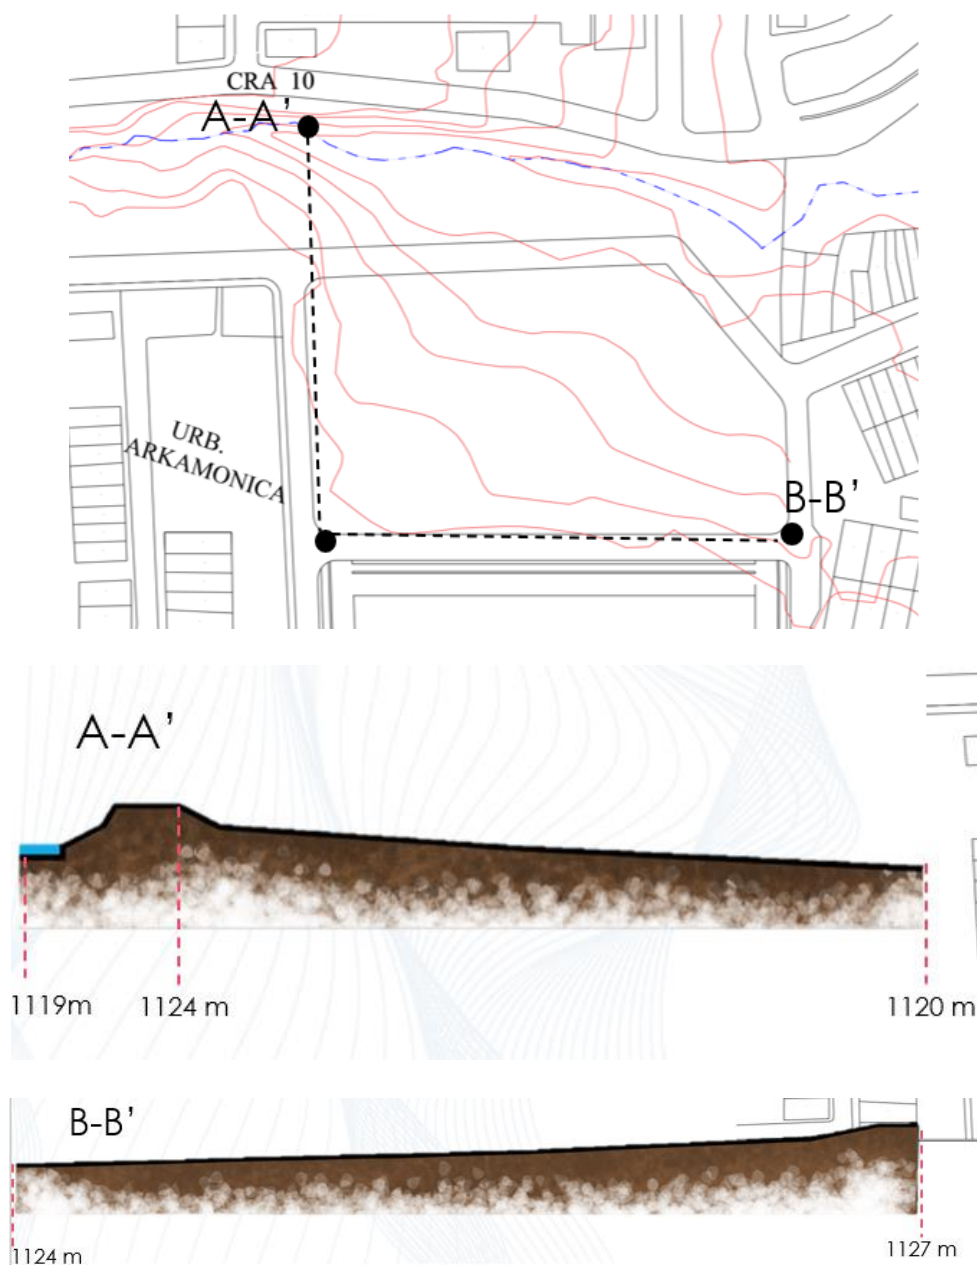 CRA 10
A-A’
URB.
ARKAMONICA
B-B’
A-A’
1119m
1124 m
1120 m
B-B’
1124 m
1127 m